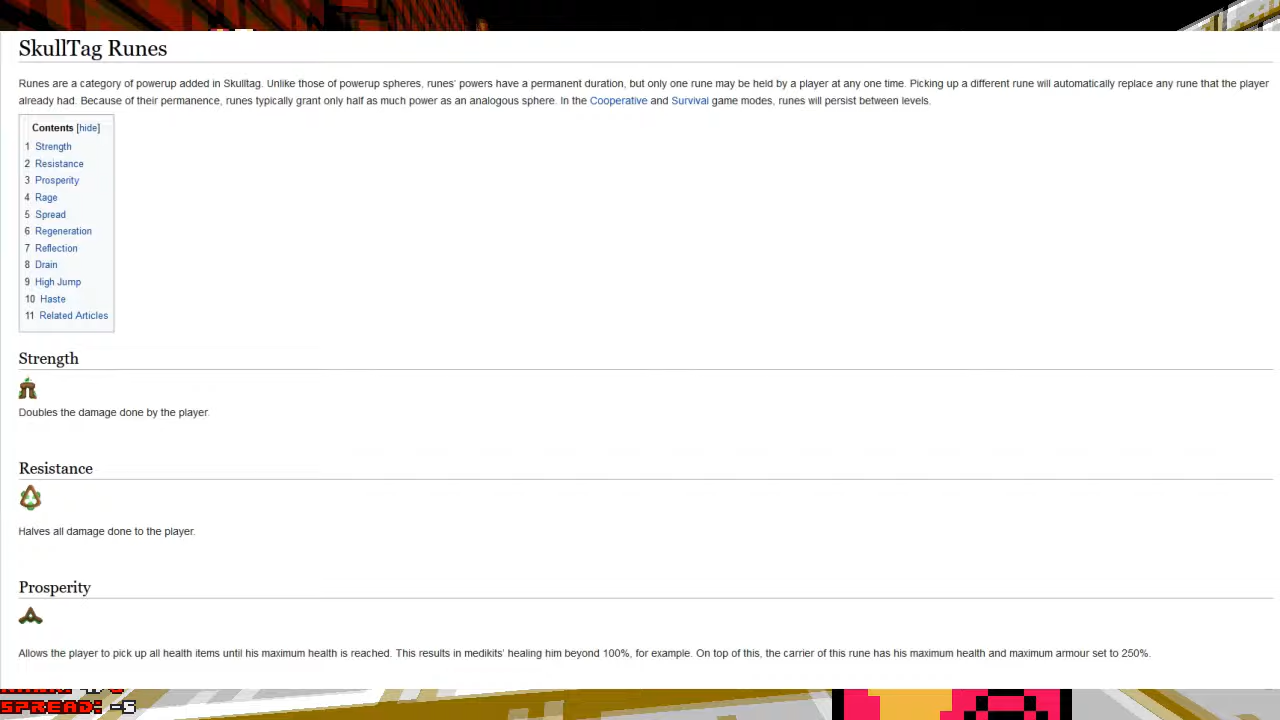 SkullTag Runes
Runes are a category of powerup added in Skulltag. Unlike those of powerup spheres, runes' powers have a permanent duration, but only one rune may be held by a player at any one time. Picking up a different rune will automatically replace any rune that the player
already had. Because of their permanence, runes typically grant only half as much power as an analogous sphere. In the Cooperative and Survival game modes, runes will persist between levels.
Contents [hide]
1 Strength
2 Resistance
3 Prosperity
4 Rage
5 Spread
6 Regeneration
7 Reflection
8 Drain
9 High Jump
10 Haste
11 Related Articles
Strength
Doubles the damage done by the player.
Resistance
Halves all damage done to the player.
Prosperity
Allows the player to pick up all health items until his maximum health is reached. This results in medikits' healing him beyond 100%, for example. On top of this, the carrier of this rune has his maximum health and maximum armour set to 250%.
SPREAD: -5